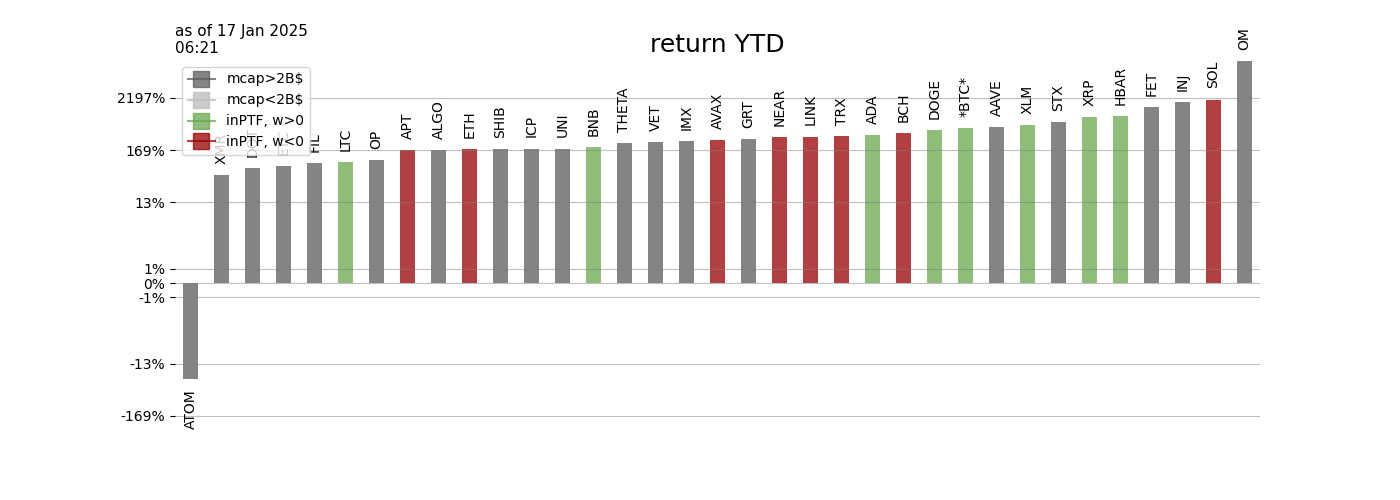 as of 17 Jan 2025
06:21
return YTD
mcap>2B$
mcap<2B$
inPTF, w>0
inPTF, w<0
2197%
169%
13%
1%
0%
-1%
-13%
-169%
ATOM
FIL
LTC
OP
APT
ALGO
ETH
SHIB
ICP
UNI
BNB
THETA
VET
IMX
AVAX
GRT
NEAR
LINK
TRX
ADA
BCH
DOGE
*BTC*
AAVE
XLM
STX
XRP
HBAR
FET
INJ
SOL
OM